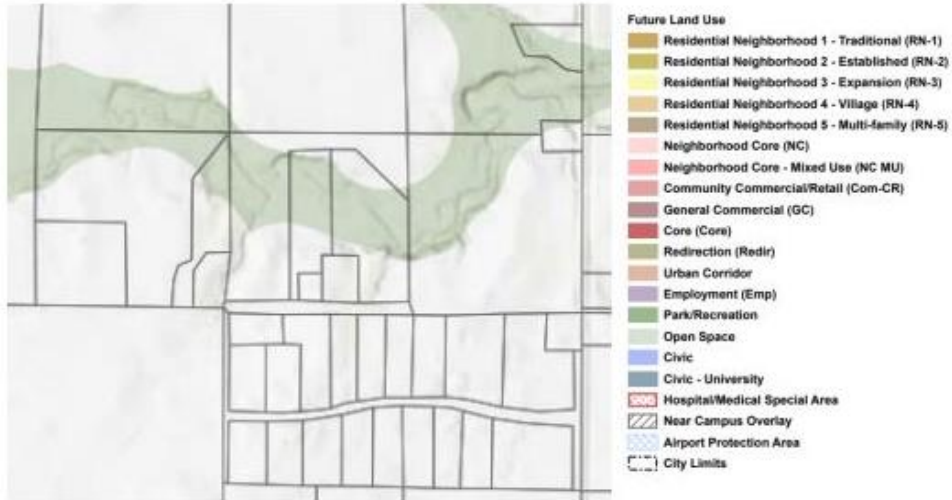 Future Land Use
Residential Neighborhood 1 - Traditional (RN-1)
Residential Neighborhood 2 - Established (RN-2)
Residential Neighborhood 3 - Expansion (RN-3)
Residential Neighborhood 4 - Village (RN-4)
Residential Neighborhood 5 - Multi-family (RN-5)
Neighborhood Core (NC)
Neighborhood Core - Mixed Use (NC MU)
Community Commercial/Retail (Com-CR)
General Commercial (GC)
Core (Core)
Redirection (Redir)
Urban Corridor
Employment (Emp)
Park/Recreation
Open Space
Civic
Civic - University
Hospital/Medical Special Area
Near Campus Overlay
Airport Protection Area
City Limits